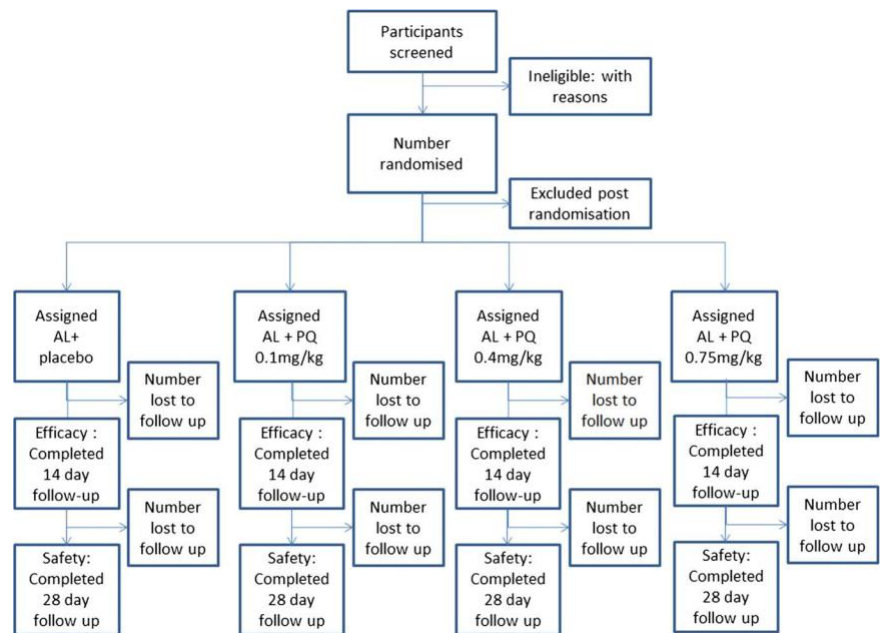 Participants
screened
Ineligible: with
reasons
Number
randomised
Excluded post
randomisation
Assigned
AL+
placebo
Assigned
AL + PQ
0.1mg/kg
Assigned
AL + PQ
0.4mg/kg
Assigned
AL + PQ
0.75mg/kg
Number
lost to
follow up
Number
lost to
follow up
Number
lost to
follow up
Number
lost to
follow up
Efficacy :
Completed
14 day
follow-up
Efficacy :
Completed
14 day
follow-up
Efficacy :
Completed
14 day
follow-up
Efficacy :
Completed
14 day
follow-up
Number
lost to
follow up
Number
lost to
follow up
Number
lost to
follow up
Number
lost to
follow up
Safety:
Completed
28 day
follow up
Safety:
Completed
28 day
follow up
Safety:
Completed
28 day
follow up
Safety:
Completed
28 day
follow up